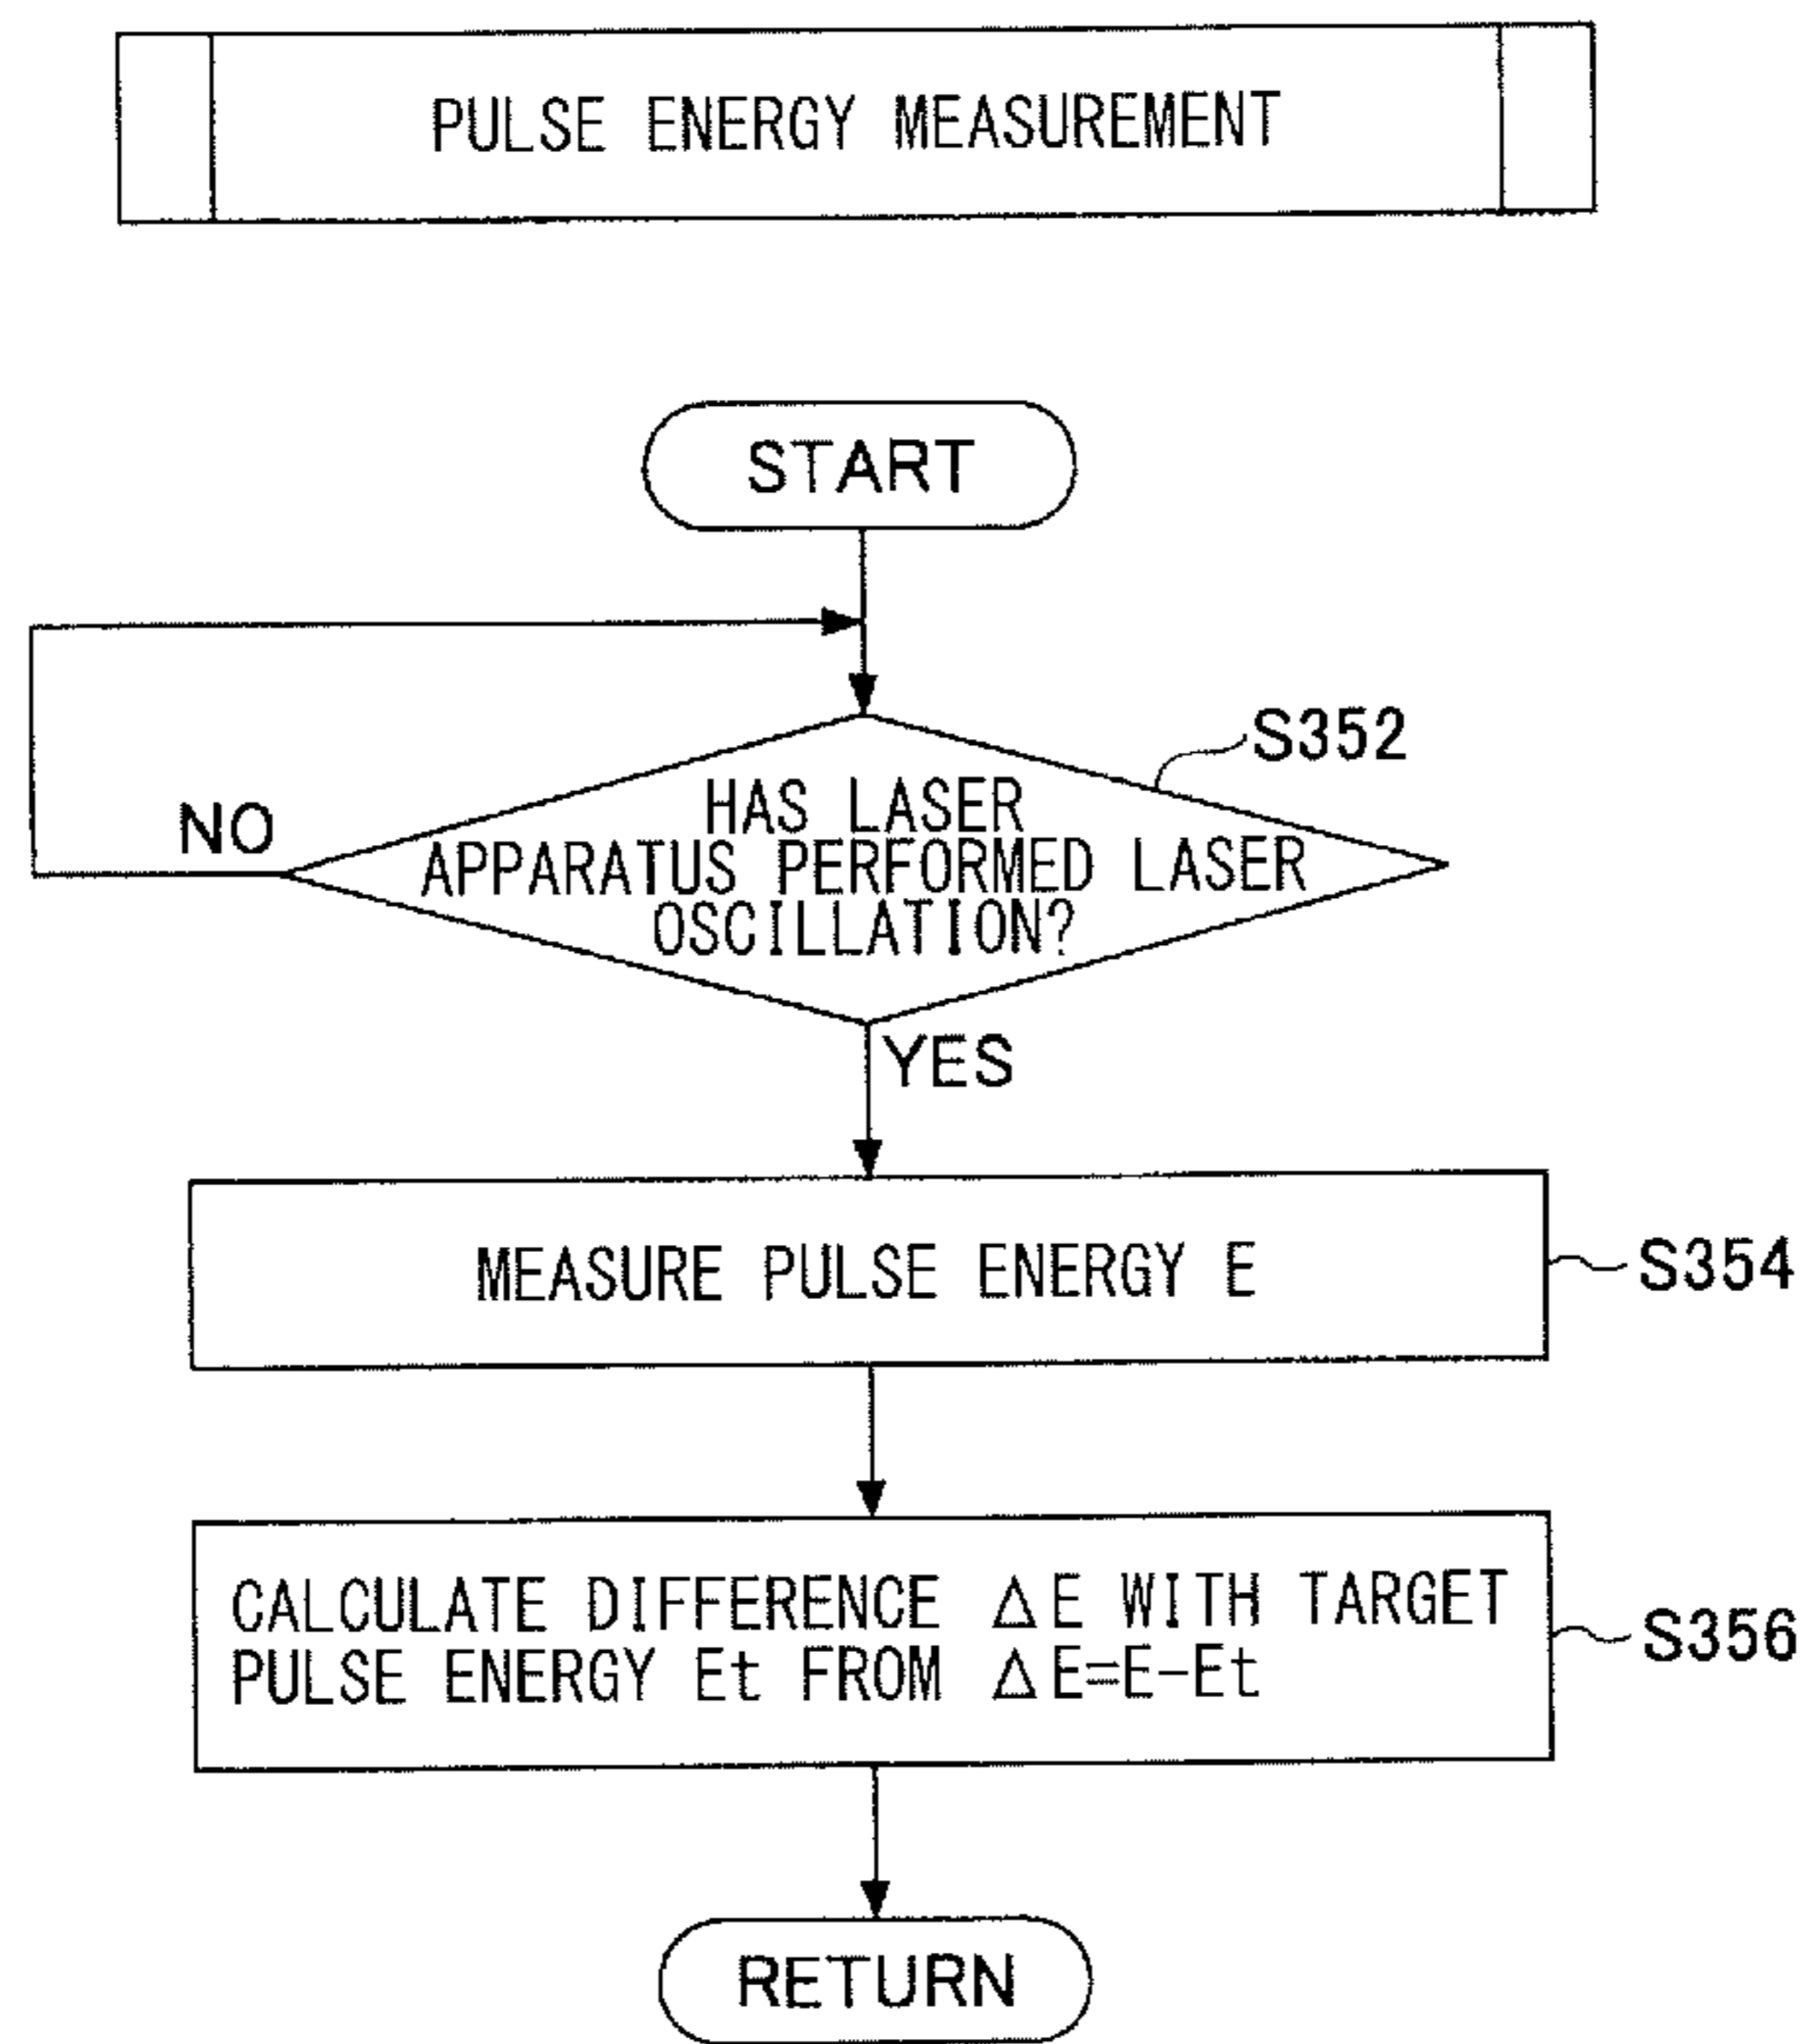 PULSE ENERGY MEASUREMENT
START
S352
HAS LASER
APPARATUS PERFORMED LASER
OSCILLATION?
NO
YES
MEASURE PULSE ENERGY E
S354
CALCULATE DIFFERENCE ΔE WITH TARGET
PULSE ENERGY Et FROM ΔE=E-Et
S356
RETURN